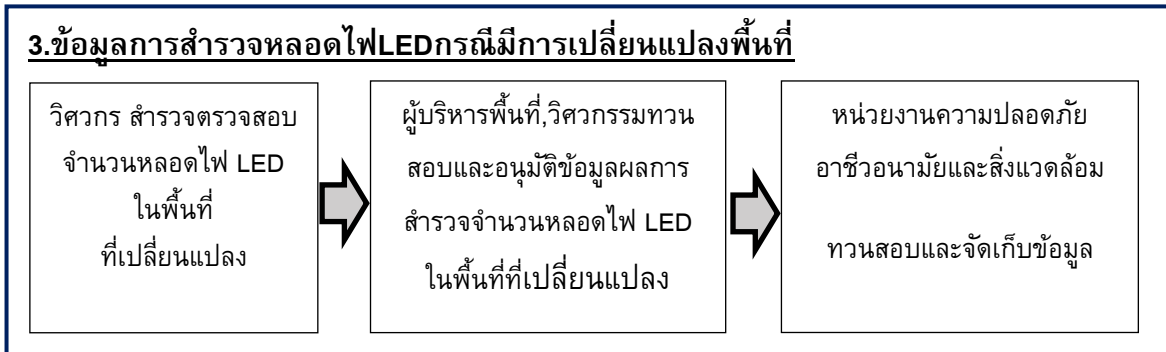 3.ข้อมูลการสำรวจหลอดไฟLEDกรณีมีการเปลี่ยนแปลงพื้นที่
วิศวกร สำรวจตรวจสอบ
จำนวนหลอดไฟ LED
ในพื้นที่
ที่เปลี่ยนแปลง
ผู้บริหารพื้นที่,วิศวกรรมทวน
สอบและอนุมัติข้อมูลผลการ
สำรวจจำนวนหลอดไฟ LED
ในพื้นที่ที่เปลี่ยนแปลง
หน่วยงานความปลอดภัย
อาชีวอนามัยและสิ่งแวดล้อม
ทวนสอบและจัดเก็บข้อมูล